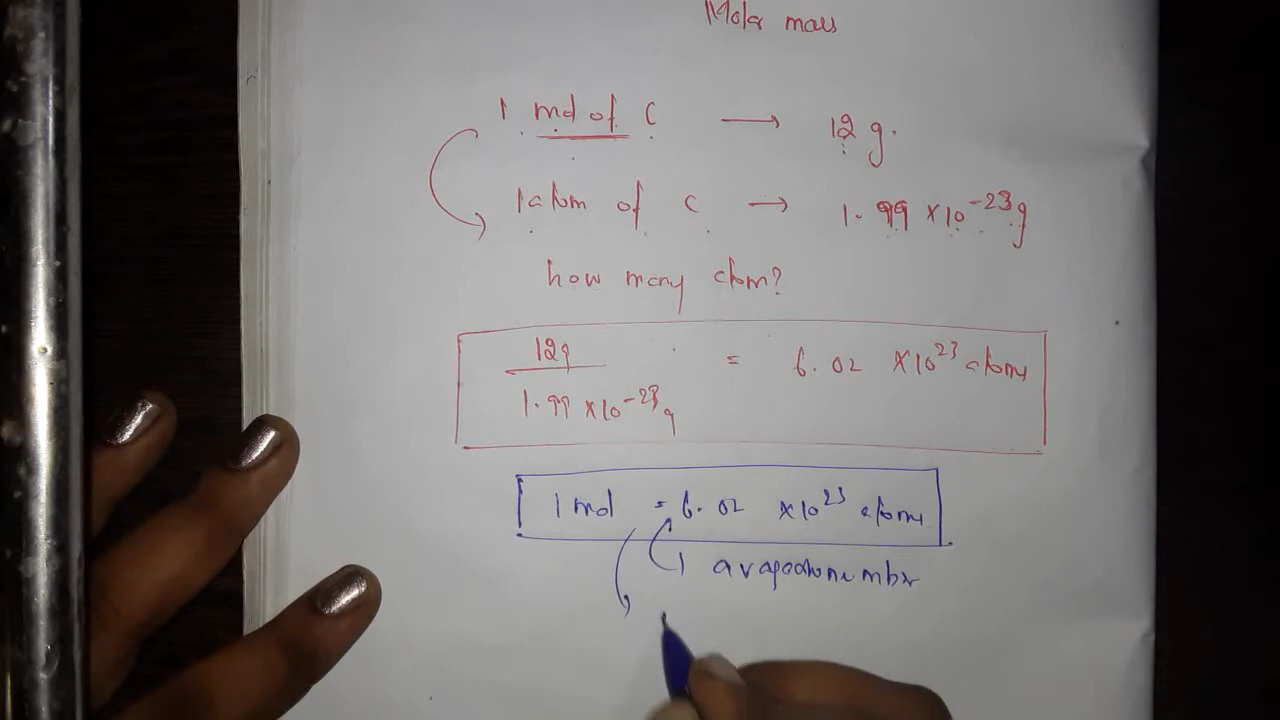 Molar mass
1 mol of C → 12 g.
1 atom of C → 1.99 × 10⁻²³ g
how many atom?
12g
= 6.02 × 10²³ atoms
1.99 × 10⁻²³ g
1 mol = 6.02 × 10²³ atoms
1 avagadro number